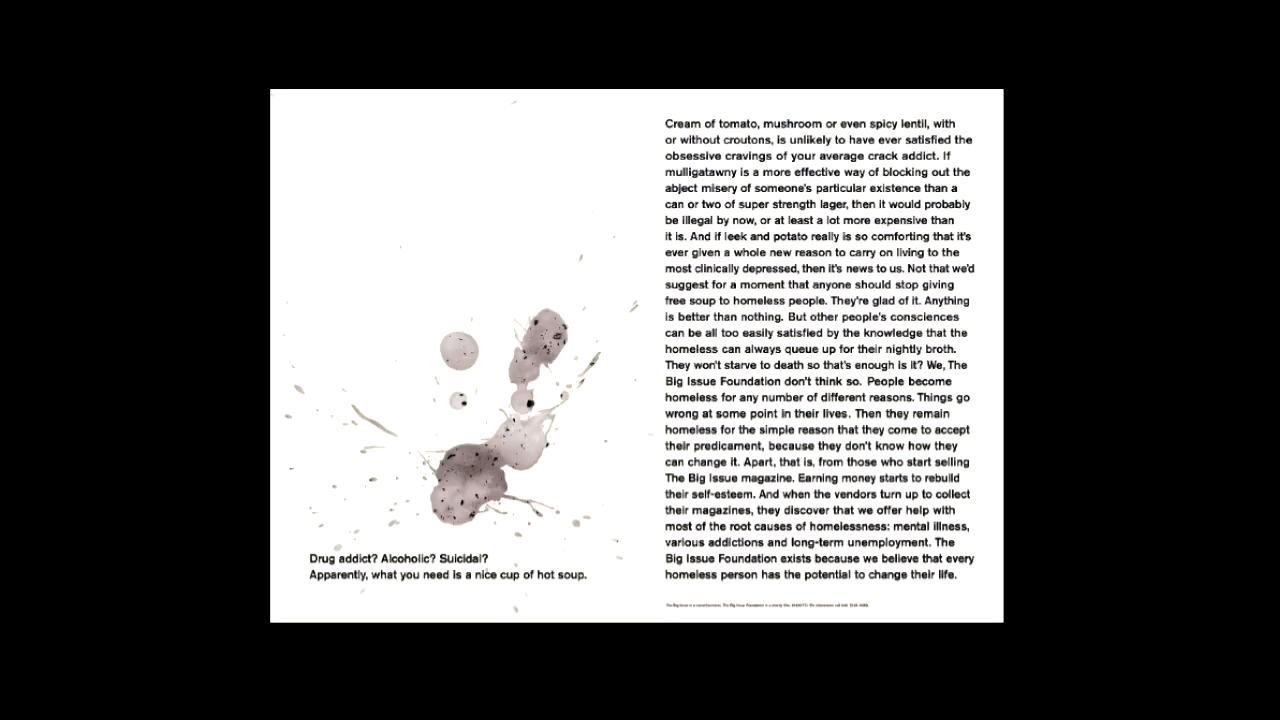 Drug addict? Alcoholic? Suicidal?
Apparently, what you need is a nice cup of hot soup.
Cream of tomato, mushroom or even spicy lentil, with
or without croutons, is unlikely to have ever satisfied the
obsessive cravings of your average crack addict. If
mulligatawny is a more effective way of blocking out the
abject misery of someone's particular existence than a
can or two of super strength lager, then it would probably
be illegal by now, or at least a lot more expensive than
it is. And if leek and potato really is so comforting that it's
ever given a whole new reason to carry on living to the
most clinically depressed, then it's news to us. Not that we'd
suggest for a moment that anyone should stop giving
free soup to homeless people. They're glad of it. Anything
is better than nothing. But other people's consciences
can be all too easily satisfied by the knowledge that the
homeless can always queue up for their nightly broth.
They won't starve to death so that's enough is it? We, The
Big Issue Foundation don't think so. People become
homeless for any number of different reasons. Things go
wrong at some point in their lives. Then they remain
homeless for the simple reason that they come to accept
their predicament, because they don't know how they
can change it. Apart, that is, from those who start selling
The Big Issue magazine. Earning money starts to rebuild
their self-esteem. And when the vendors turn up to collect
their magazines, they discover that we offer help with
most of the root causes of homelessness: mental illness,
various addictions and long-term unemployment. The
Big Issue Foundation exists because we believe that every
homeless person has the potential to change their life.